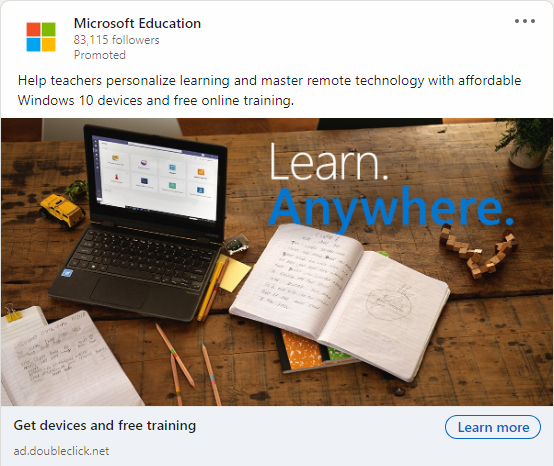 Microsoft Education
83,115 followers
Promoted
Help teachers personalize learning and master remote technology with affordable
Windows 10 devices and free online training.
Learn.
Anywhere.
Get devices and free training
Learn more
ad.doubleclick.net